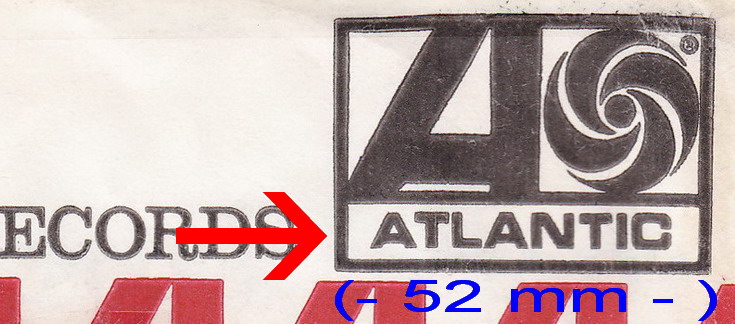 ®
ECORDS
ATLANTIC
(- 52 mm - )